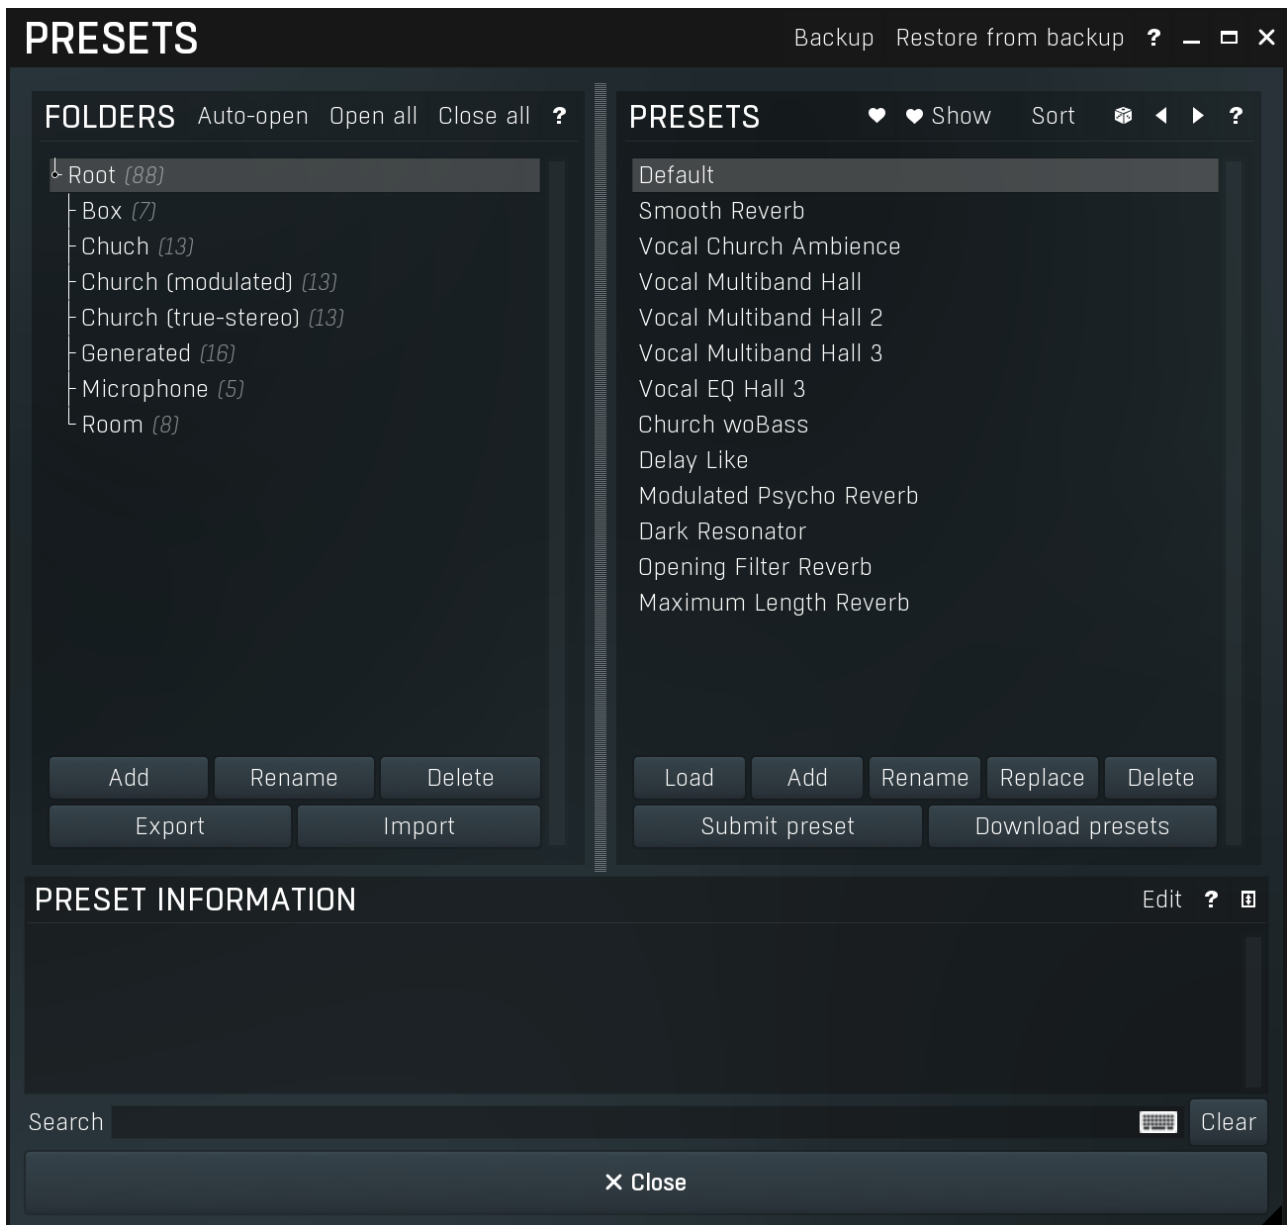 PRESETS Backup Restore from backup ?
FOLDERS Auto-open Open all Close all ?
Root (88)
Box (7)
Chuch (13)
Church (modulated) (13)
Church (true-stereo) (13)
Generated (16)
Microphone (5)
Room (8)
Add Rename Delete
Export Import
PRESETS Show Sort ?
Default
Smooth Reverb
Vocal Church Ambience
Vocal Multiband Hall
Vocal Multiband Hall 2
Vocal Multiband Hall 3
Vocal EQ Hall 3
Church woBass
Delay Like
Modulated Psycho Reverb
Dark Resonator
Opening Filter Reverb
Maximum Length Reverb
Load Add Rename Replace Delete
Submit preset Download presets
PRESET INFORMATION Edit ?
Search Clear
Close